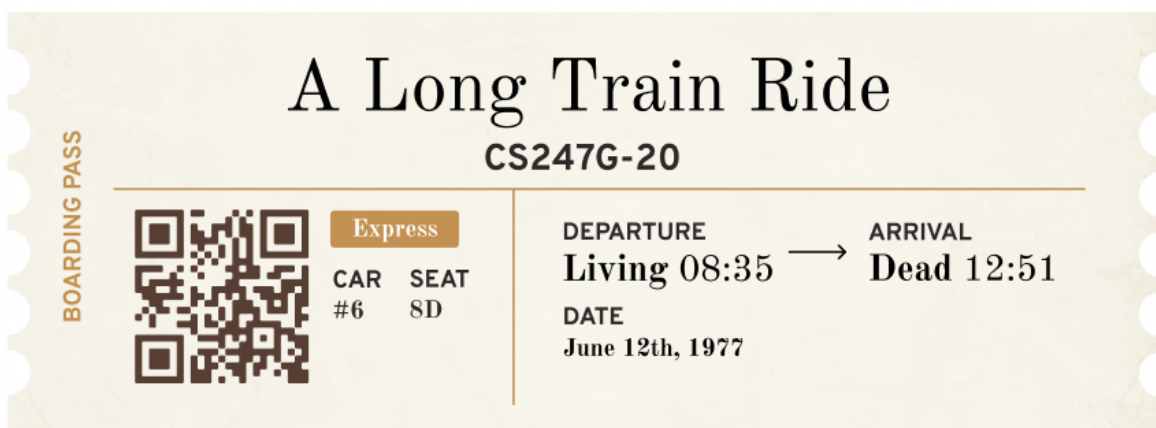 A Long Train Ride
CS247G-20
BOARDING PASS
Express
CAR SEAT
#6 8D
DEPARTURE ARRIVAL
Living 08:35 Dead 12:51
DATE
June 12th, 1977